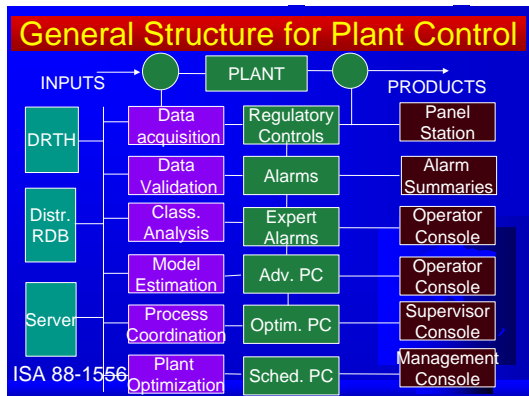 General Structure for Plant Control
INPUTS
PLANT
PRODUCTS
DRTH
Distr.
RDB
Server
ISA 88-1556
Data
acquisition
Regulatory
Controls
Panel
Station
Data
Validation
Alarms
Alarm
Summaries
Class.
Analysis
Expert
Alarms
Operator
Console
Model
Estimation
Adv. PC
Operator
Console
Process
Coordination
Optim. PC
Supervisor
Console
Plant
Optimization
Sched. PC
Management
Console